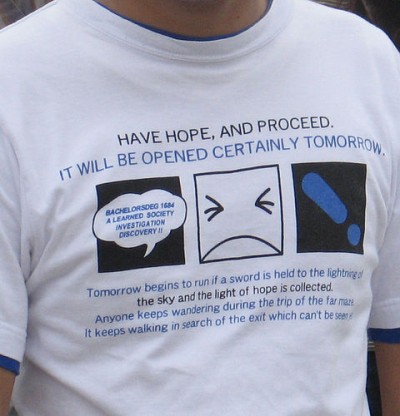 HAVE HOPE, AND PROCEED.
IT WILL BE OPENED CERTAINLY TOMORROW.
BACHELORSDEG 1684
A LEARNED SOCIETY
INVESTIGATION
DISCOVERY !!
Tomorrow begins to run if a sword is held to the lightning of
the sky and the light of hope is collected.
Anyone keeps wandering during the trip of the far maze
It keeps walking in search of the exit which can't be seen